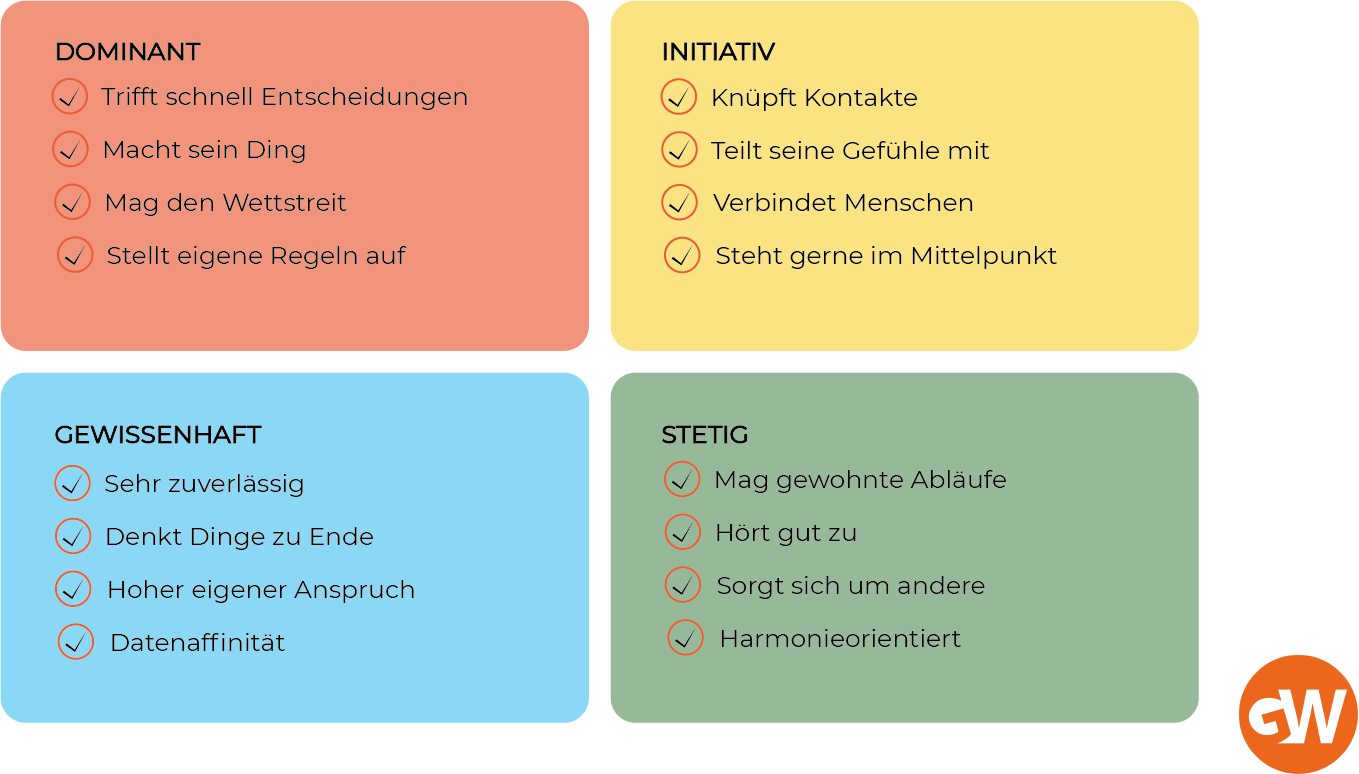 DOMINANT
Trifft schnell Entscheidungen
Macht sein Ding
Mag den Wettstreit
Stellt eigene Regeln auf
INITIATIV
Knüpft Kontakte
Teilt seine Gefühle mit
Verbindet Menschen
Steht gerne im Mittelpunkt
GEWISSENHAFT
Sehr zuverlässig
Denkt Dinge zu Ende
Hoher eigener Anspruch
Datenaffinität
STETIG
Mag gewohnte Abläufe
Hört gut zu
Sorgt sich um andere
Harmonieorientiert
GW